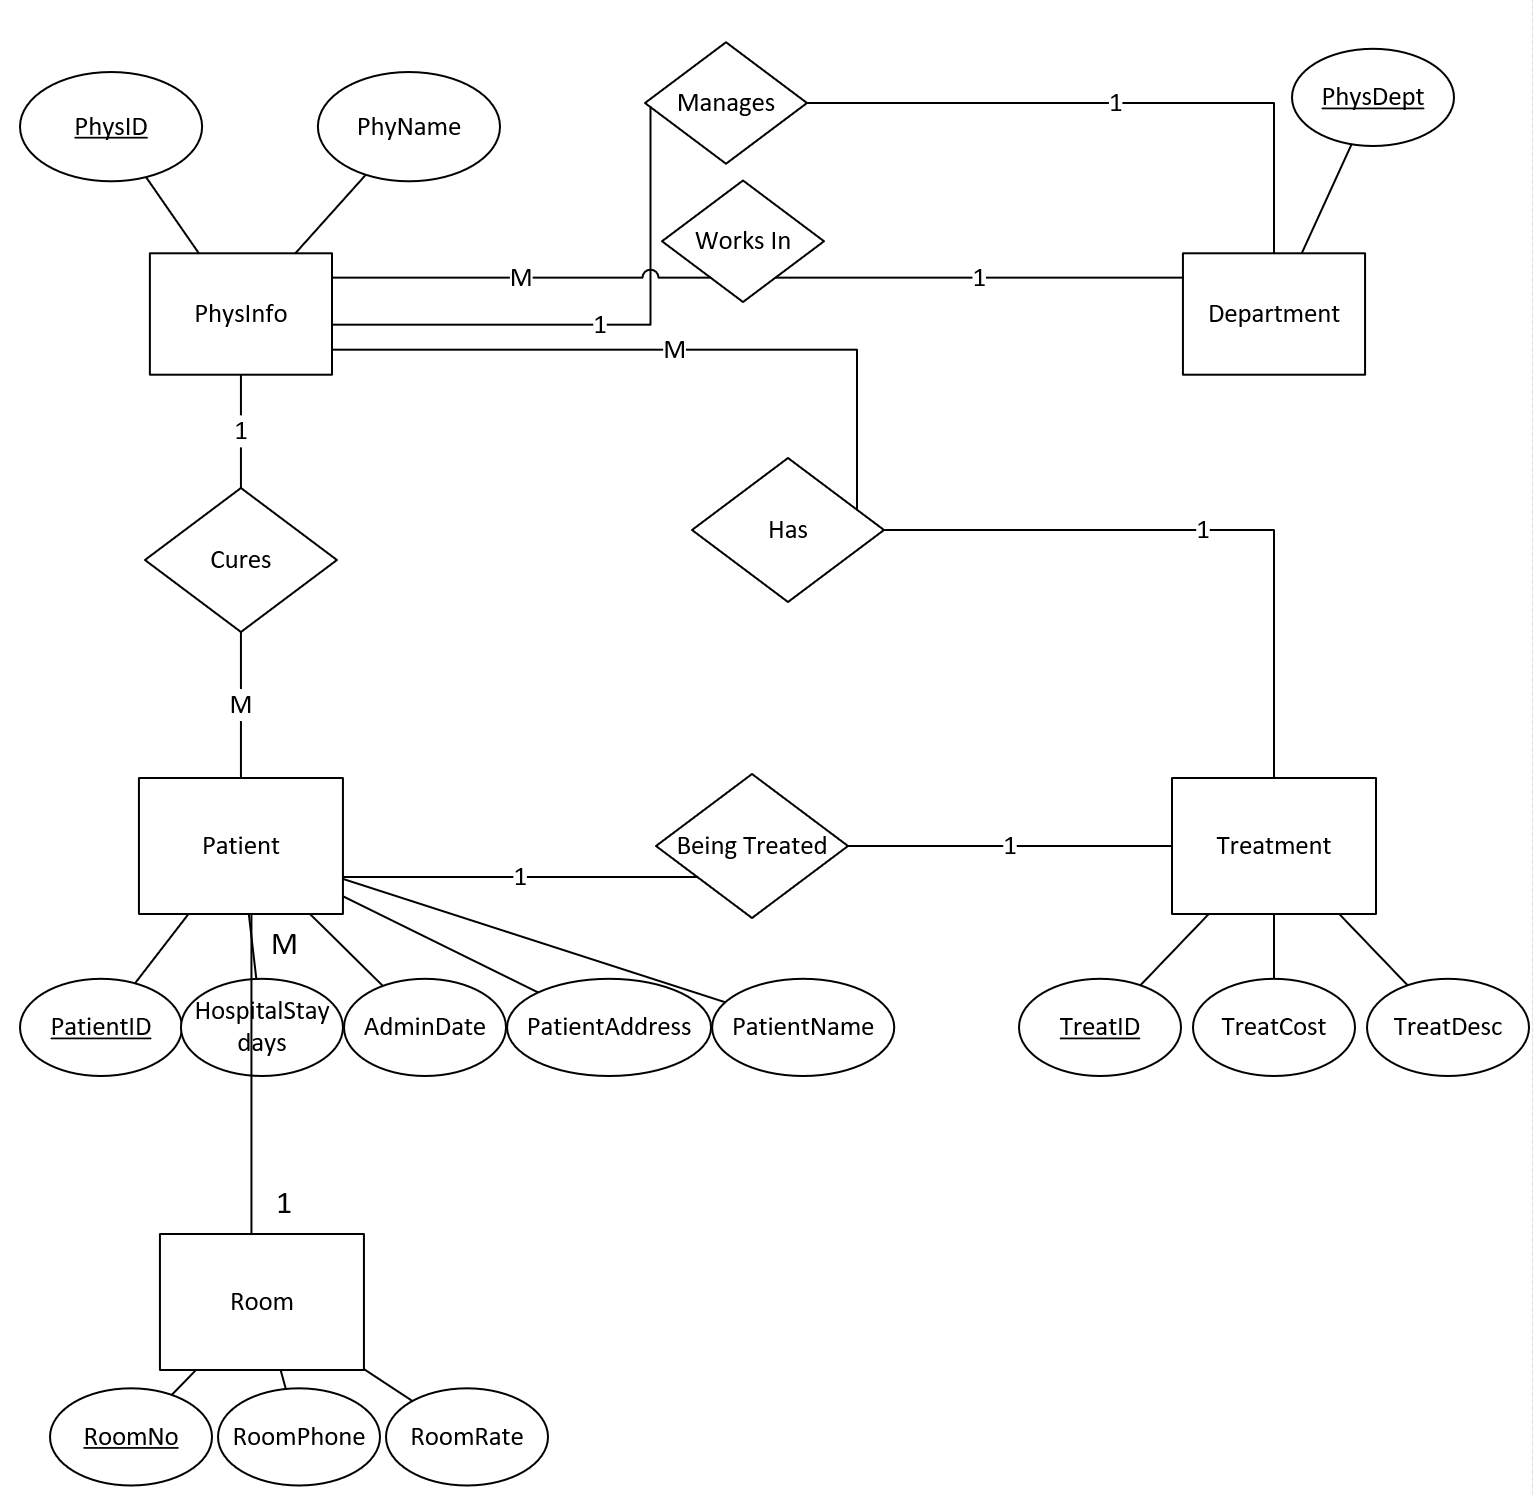 Manages
1
PhysDept
PhysID
PhyName
Works In
M
1
PhysInfo
Department
1
M
1
Has
1
Cures
M
Patient
Being Treated
1
Treatment
1
M
PatientID
HospitalStay
days
AdminDate
PatientAddress
PatientName
TreatID
TreatCost
TreatDesc
1
Room
RoomNo
RoomPhone
RoomRate